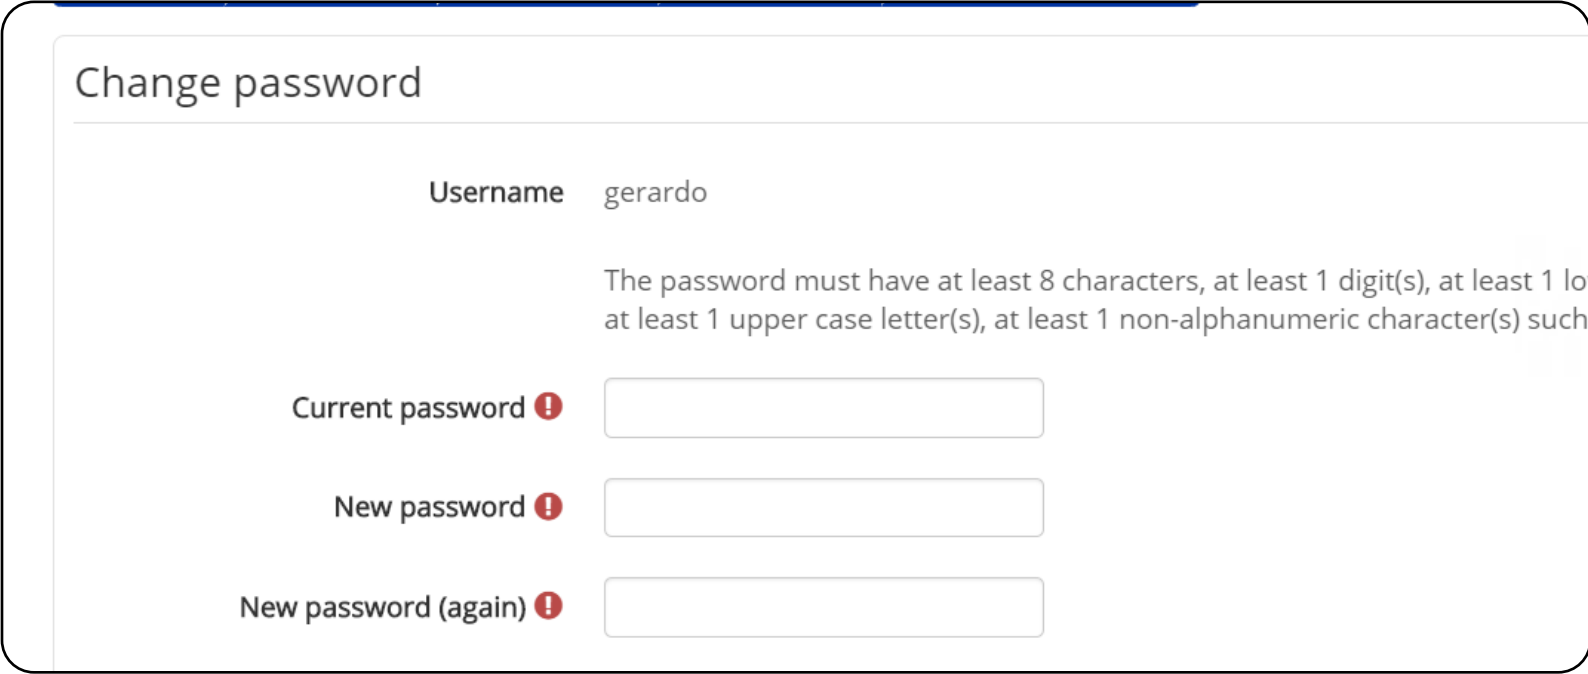 Change password
Username gerardo
The password must have at least 8 characters, at least 1 digit(s), at least 1
at least 1 upper case letter(s), at least 1 non-alphanumeric character(s) such
Current password
New password
New password (again)